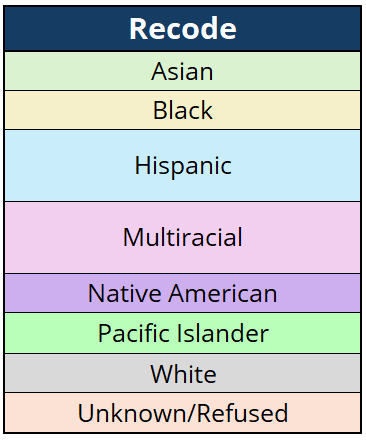 Recode
Asian
Black
Hispanic
Multiracial
Native American
Pacific Islander
White
Unknown/Refused